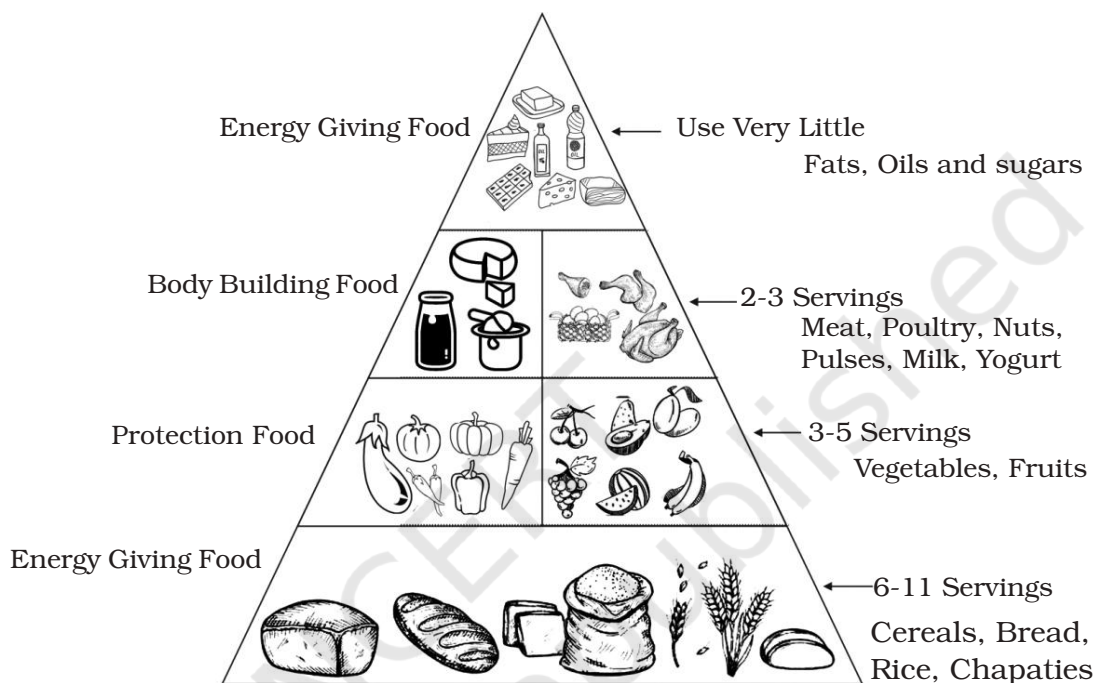 Energy Giving Food
Use Very Little
Fats, Oils and sugars
Body Building Food
2-3 Servings
Meat, Poultry, Nuts,
Pulses, Milk, Yogurt
Protection Food
3-5 Servings
Vegetables, Fruits
Energy Giving Food
6-11 Servings
Cereals, Bread,
Rice, Chapaties
OIL
OIL